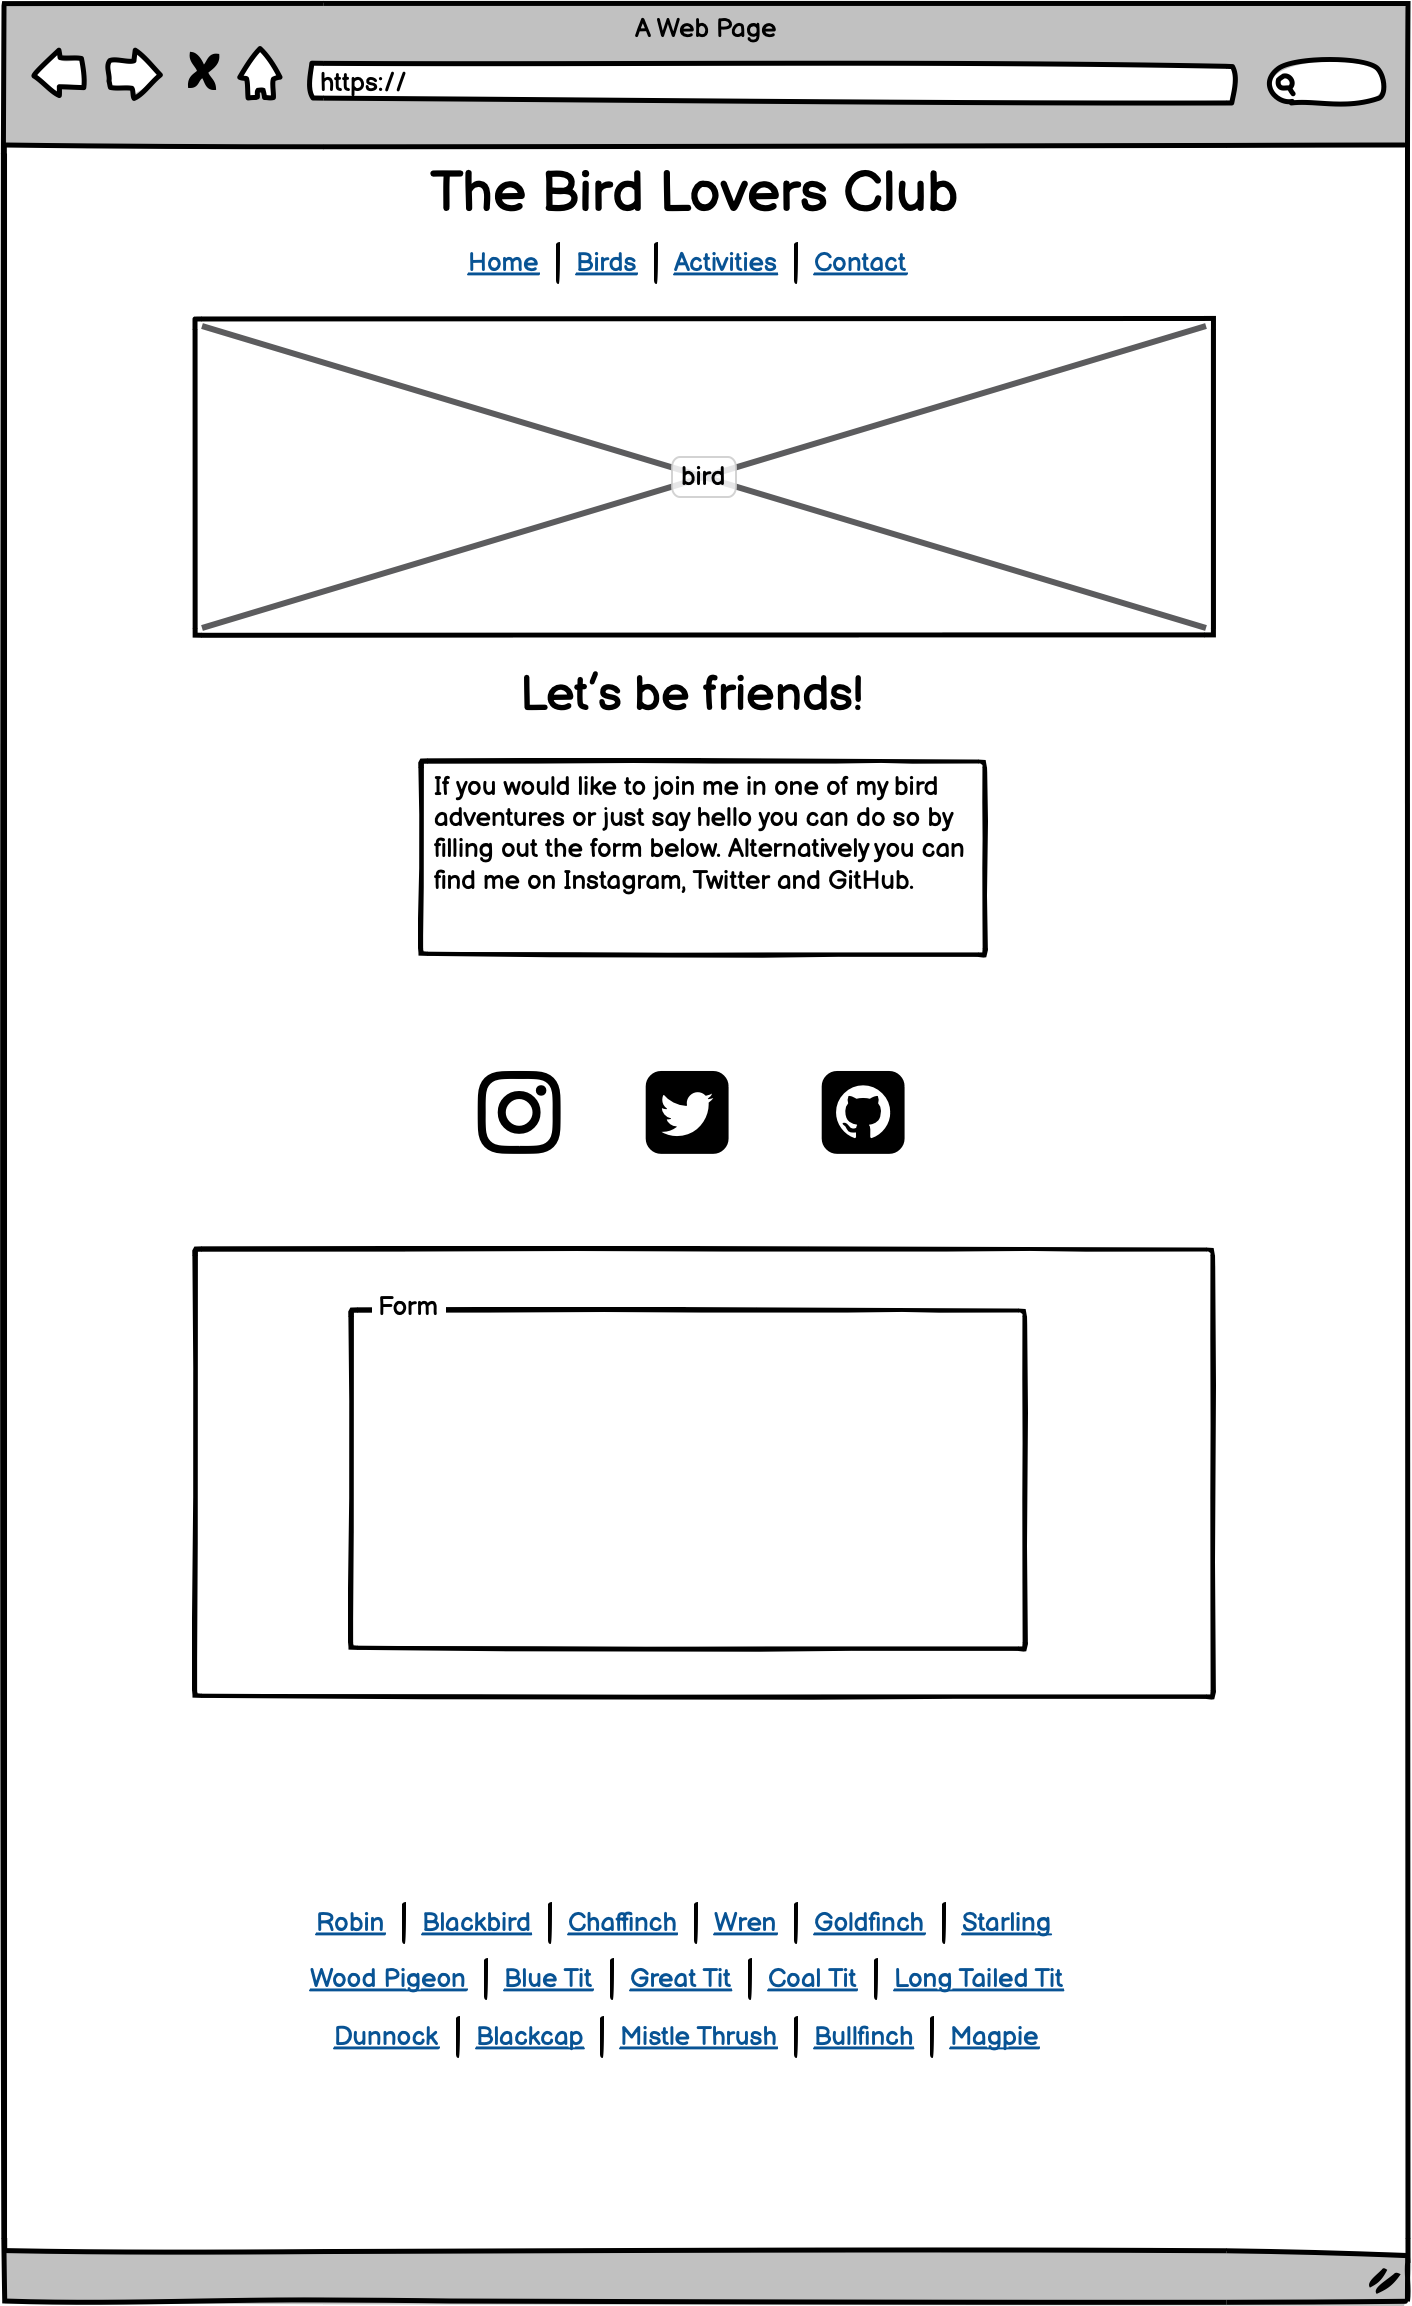 A Web Page
https://
The Bird Lovers Club
Home Birds Activities Contact
bird
Let's be friends!
If you would like to join me in one of my bird
adventures or just say hello you can do so by
filling out the form below. Alternatively you can
find me on Instagram, Twitter and GitHub.
Form
Robin Blackbird Chaffinch Wren Goldfinch Starling
Wood Pigeon Blue Tit Great Tit Coal Tit Long Tailed Tit
Dunnock Blackcap Mistle Thrush Bullfinch Magpie